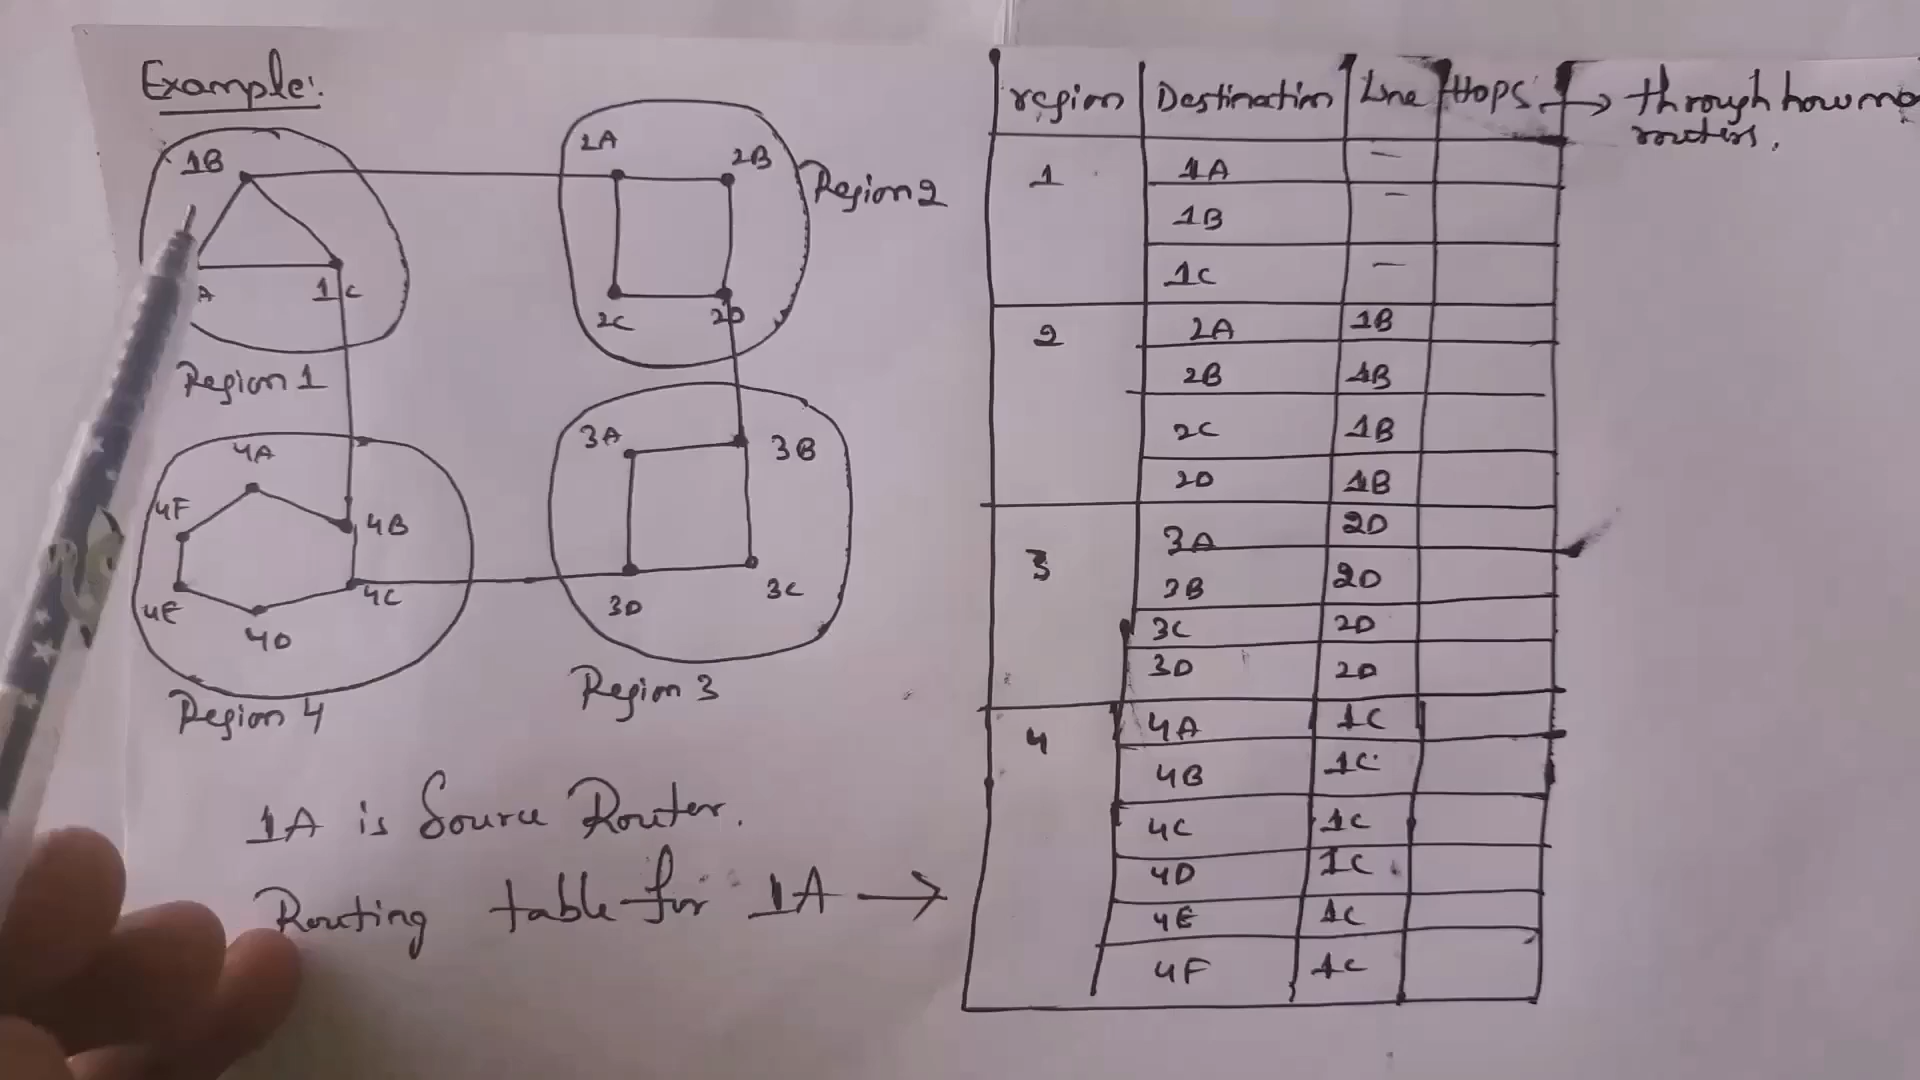 Example:
1B
A
1C
Region 1
2A
2B
2C
2D
Region 2
4A
4F
4B
4E
4C
4D
Region 4
3A
3B
3D
3C
Region 3
1A is Source Router.
Routing table for 1A →
region Destination Line Hops → through how
routers.
1 1A –
1B –
1C –
2 2A 1B
2B 1B
2C 1B
2D 1B
3 3A 2D
3B 2D
3C 2D
3D 2D
4 4A 1C
4B 1C
4C 1C
4D 1C
4E 1C
4F 1C